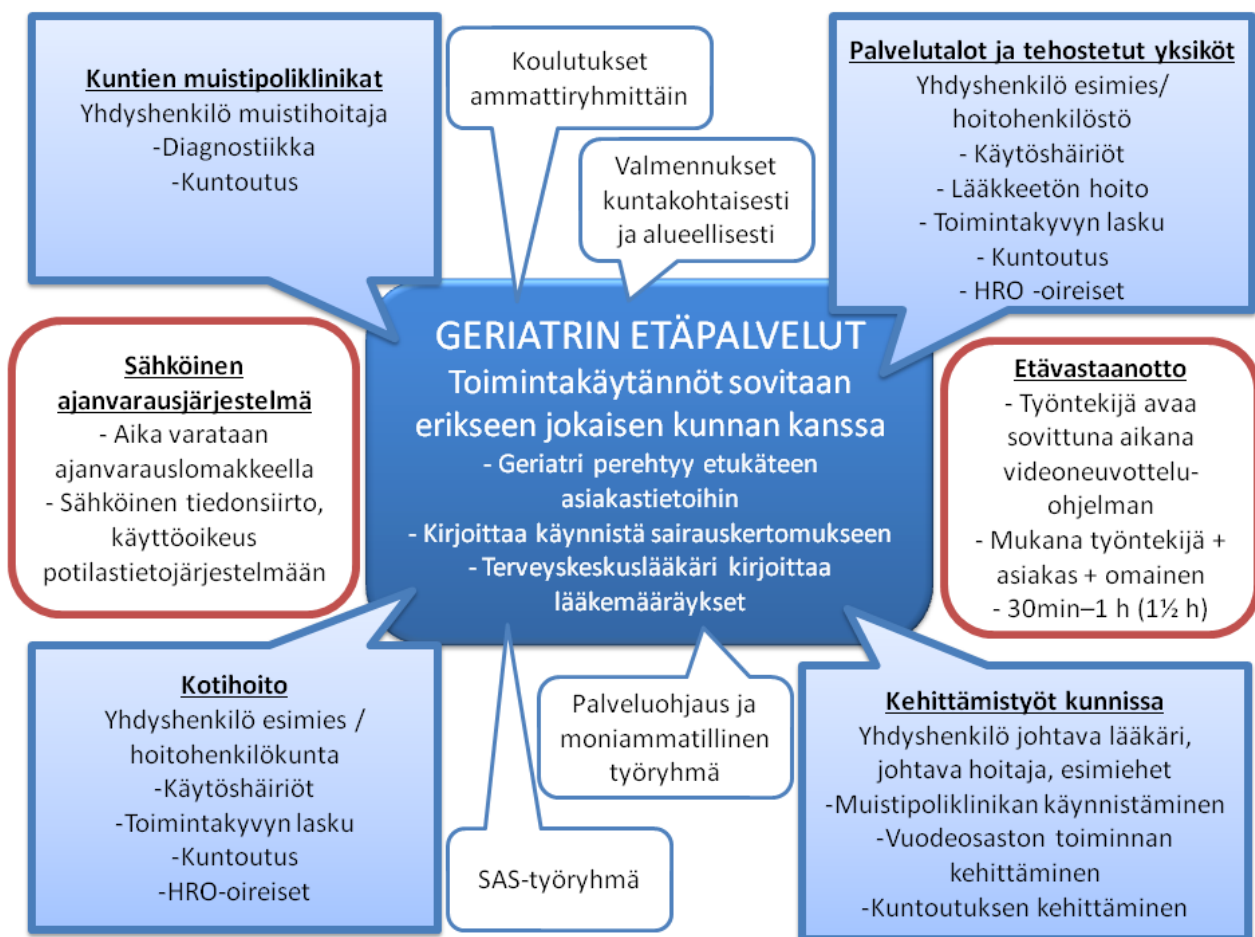 Kuntien muistipoliklinikat
Yhdyshenkilö muistihoitaja
-Diagnostiikka
-Kuntoutus
Koulutukset
ammattiryhmittäin
Valmennukset
kuntakohtaisesti
ja alueellisesti
Palvelutalot ja tehostetut yksiköt
Yhdyshenkilö esimies/
hoitohenkilöstö
- Käytöshäiriöt
- Lääkkeetön hoito
- Toimintakyvyn lasku
- Kuntoutus
- HRO -oireiset
Sähköinen
ajanvarausjärjestelmä
- Aika varataan
ajanvarauslomakkeella
- Sähköinen tiedonsiirto,
käyttöoikeus
potilastietojärjestelmään
GERIATRIN ETÄPALVELUT
Toimintakäytännöt sovitaan
erikseen jokaisen kunnan kanssa
- Geriatri perehtyy etukäteen
asiakastietoihin
- Kirjoittaa käynnistä sairauskertomukseen
- Terveyskeskuslääkäri kirjoittaa
lääkemääräykset
Etävastaanotto
- Työntekijä avaa
sovittuna aikana
videoneuvottelu-
ohjelman
- Mukana työntekijä +
asiakas + omainen
- 30min–1 h (1½ h)
Kotihoito
Yhdyshenkilö esimies /
hoitohenkilökunta
-Käytöshäiriöt
-Toimintakyvyn lasku
-Kuntoutus
-HRO-oireiset
SAS-työryhmä
Palveluohjaus ja
moniammatillinen
työryhmä
Kehittämistyöt kunnissa
Yhdyshenkilö johtava lääkäri,
johtava hoitaja, esimiehet
-Muistipoliklinikan käynnistäminen
-Vuodeosaston toiminnan
kehittäminen
-Kuntoutuksen kehittäminen